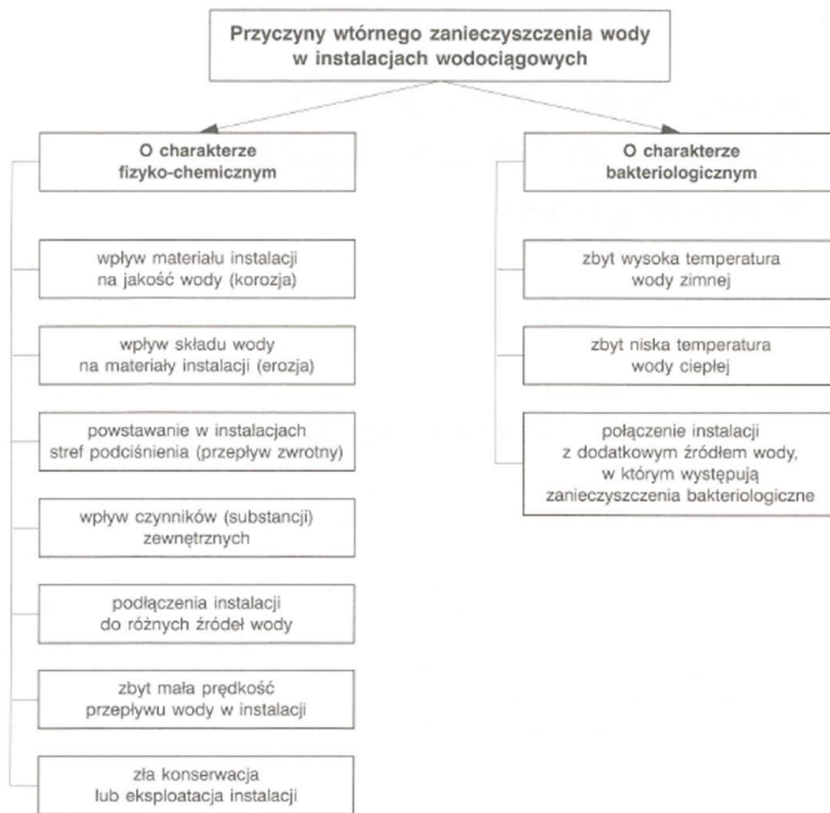 Przyczyny wtórnego zanieczyszczenia wody
w instalacjach wodociągowych
O charakterze
fizyko-chemicznym
wpływ materiału instalacji
na jakość wody (korozja)
wpływ składu wody
na materiały instalacji (erozja)
powstawanie w instalacjach
stref podciśnienia (przepływ zwrotny)
wpływ czynników (substancji)
zewnętrznych
podłączenia instalacji
do różnych źródeł wody
zbyt mała prędkość
przepływu wody w instalacji
zła konserwacja
lub eksploatacja instalacji
O charakterze
bakteriologicznym
zbyt wysoka temperatura
wody zimnej
zbyt niska temperatura
wody ciepłej
połączenie instalacji
z dodatkowym źródłem wody,
w którym występują
zanieczyszczenia bakteriologiczne